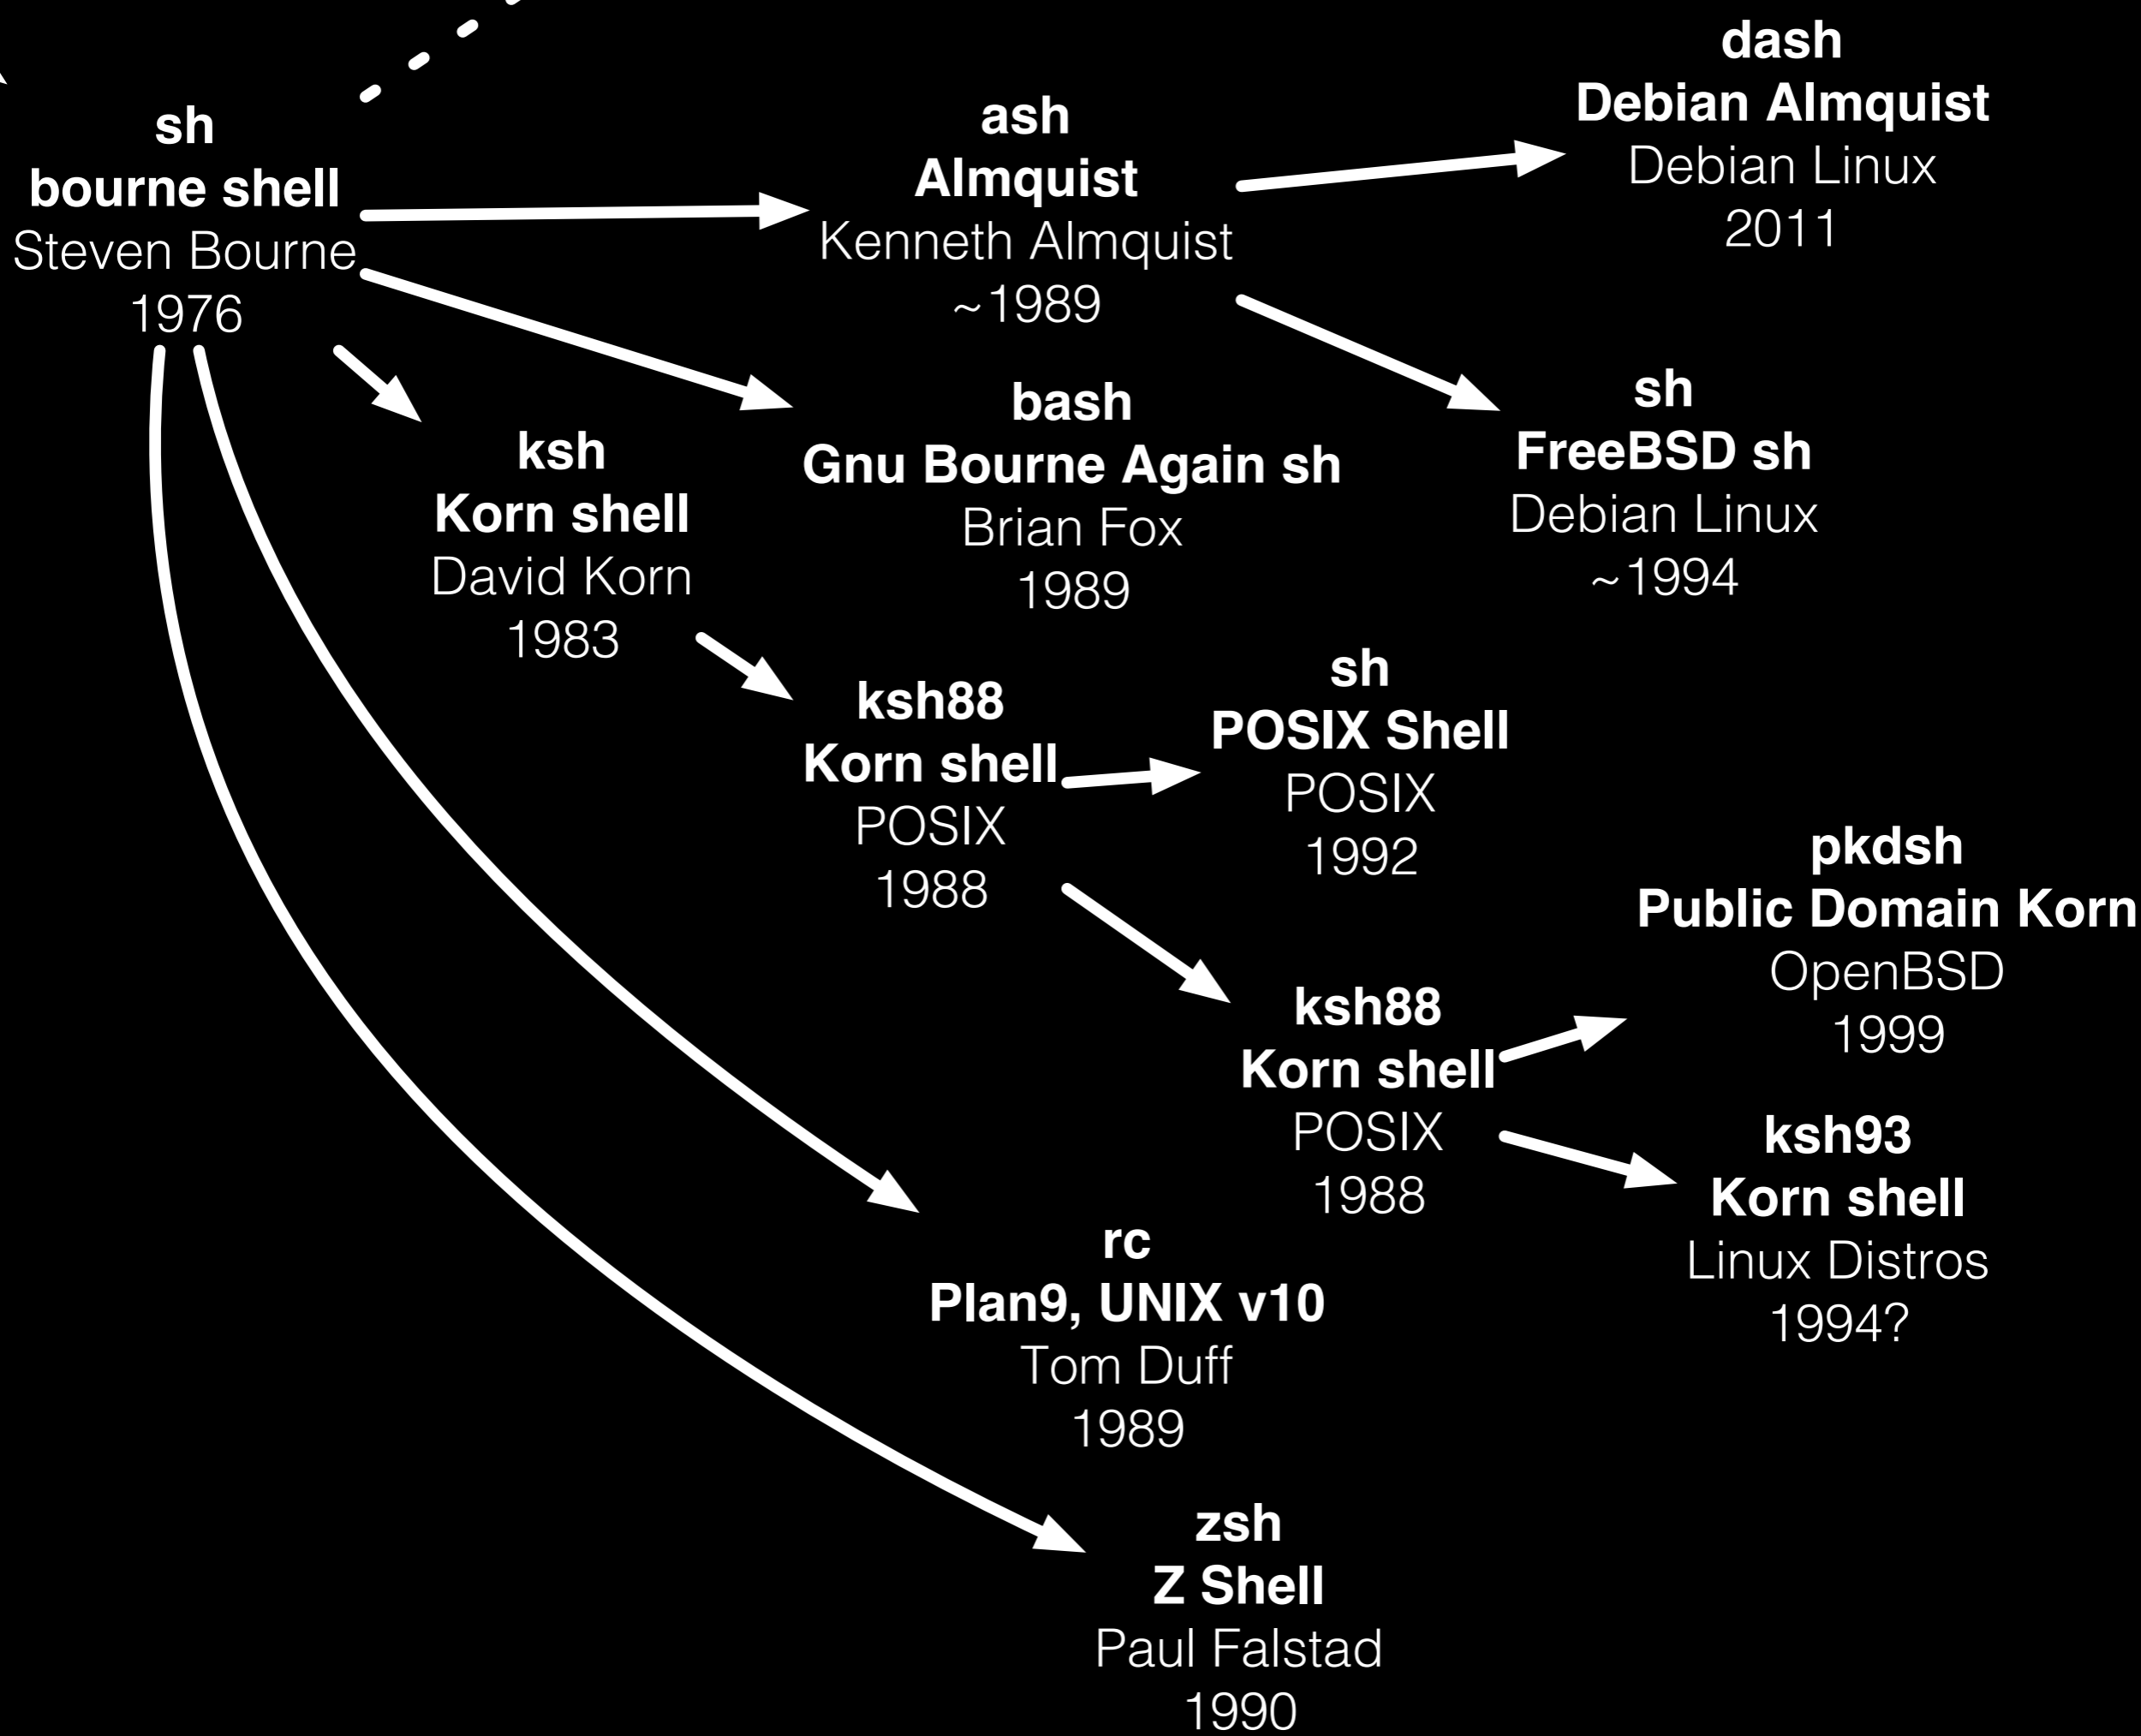 sh
bourne shell
Steven Bourne
1976
ash
Almquist
Kenneth Almquist
~1989
dash
Debian Almquist
Debian Linux
2011
ksh
Korn shell
David Korn
1983
bash
Gnu Bourne Again sh
Brian Fox
1989
sh
FreeBSD sh
Debian Linux
~1994
ksh88
Korn shell
POSIX
1988
sh
POSIX Shell
POSIX
1992
pkdsh
Public Domain Korn
OpenBSD
1999
ksh88
Korn shell
POSIX
1988
ksh93
Korn shell
Linux Distros
1994?
rc
Plan9, UNIX v10
Tom Duff
1989
zsh
Z Shell
Paul Falstad
1990